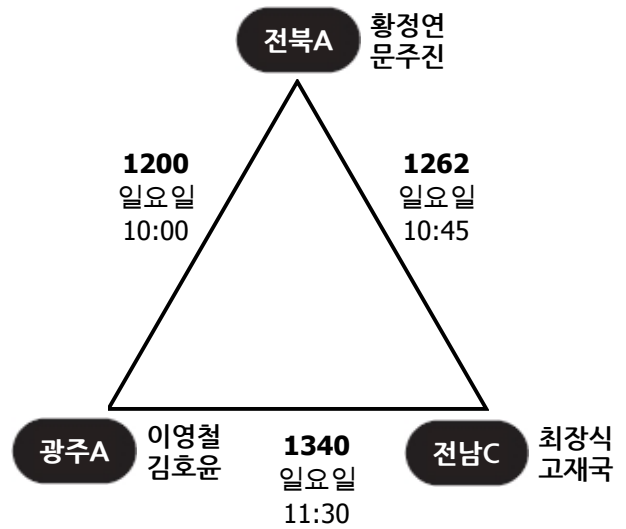 전북A
황정연
문주진
1200
일요일
10:00
1262
일요일
10:45
광주A
이영철
김호윤
1340
일요일
11:30
전남C
최장식
고재국